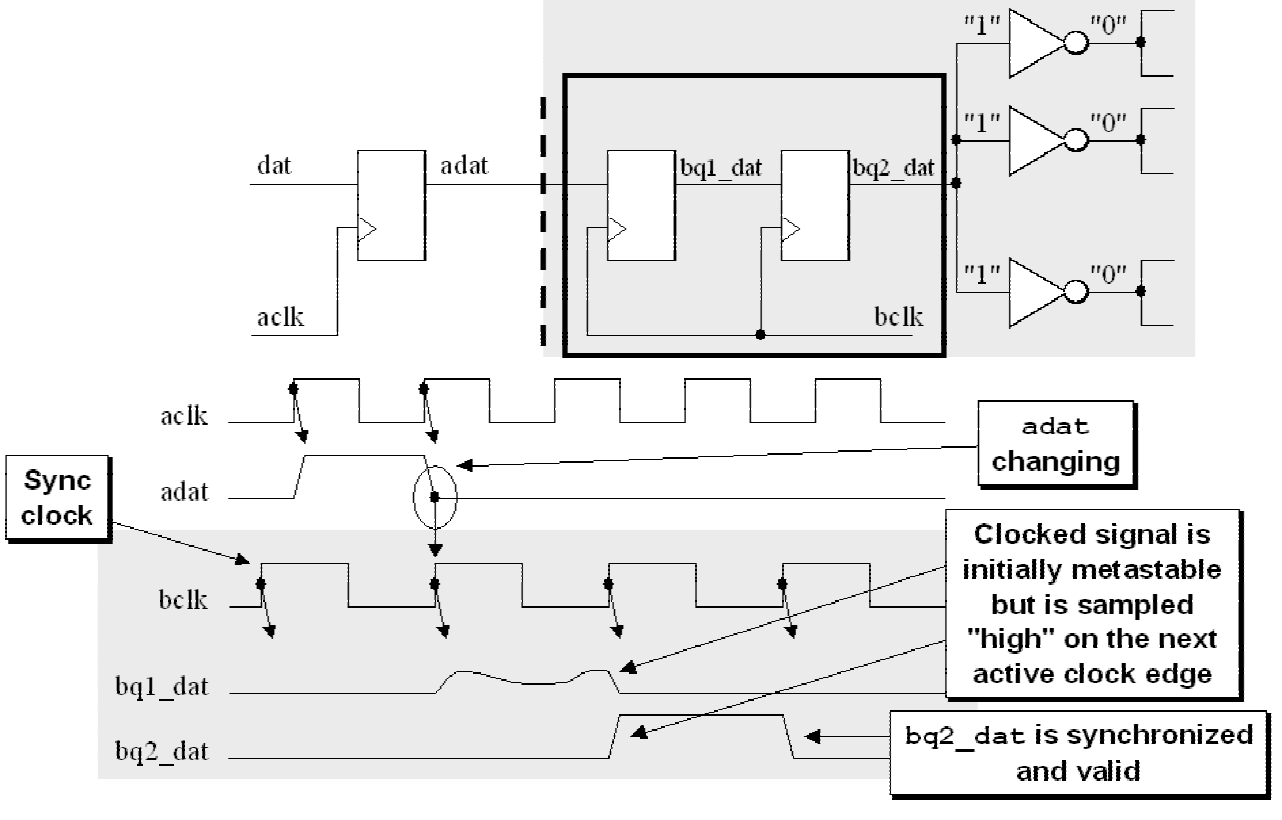 "1" "0"
"1" "0"
dat
adat
bq1_dat
bq2_dat
"1" "0"
aclk
bclk
aclk
adat
changing
Sync
clock
adat
Clocked signal is
initially metastable
but is sampled
"high" on the next
active clock edge
bclk
bq1_dat
bq2_dat
bq2_dat is synchronized
and valid